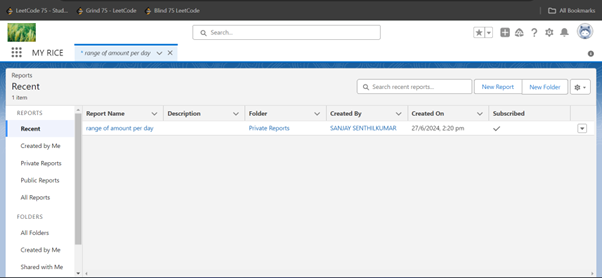 LeetCode 75 - Stud... Grind 75 - LeetCode Blind 75 LeetCode All Bookmarks
Search...
MY RICE * range of amount per day
Reports
Recent
1 item
Search recent reports...
New Report
New Folder
REPORTS
Recent
Created by Me
Private Reports
Public Reports
All Reports
FOLDERS
All Folders
Created by Me
Shared with Me
Report Name Description Folder Created By Created On Subscribed
range of amount per day Private Reports SANJAY SENTHILKUMAR 27/6/2024, 2:20 pm